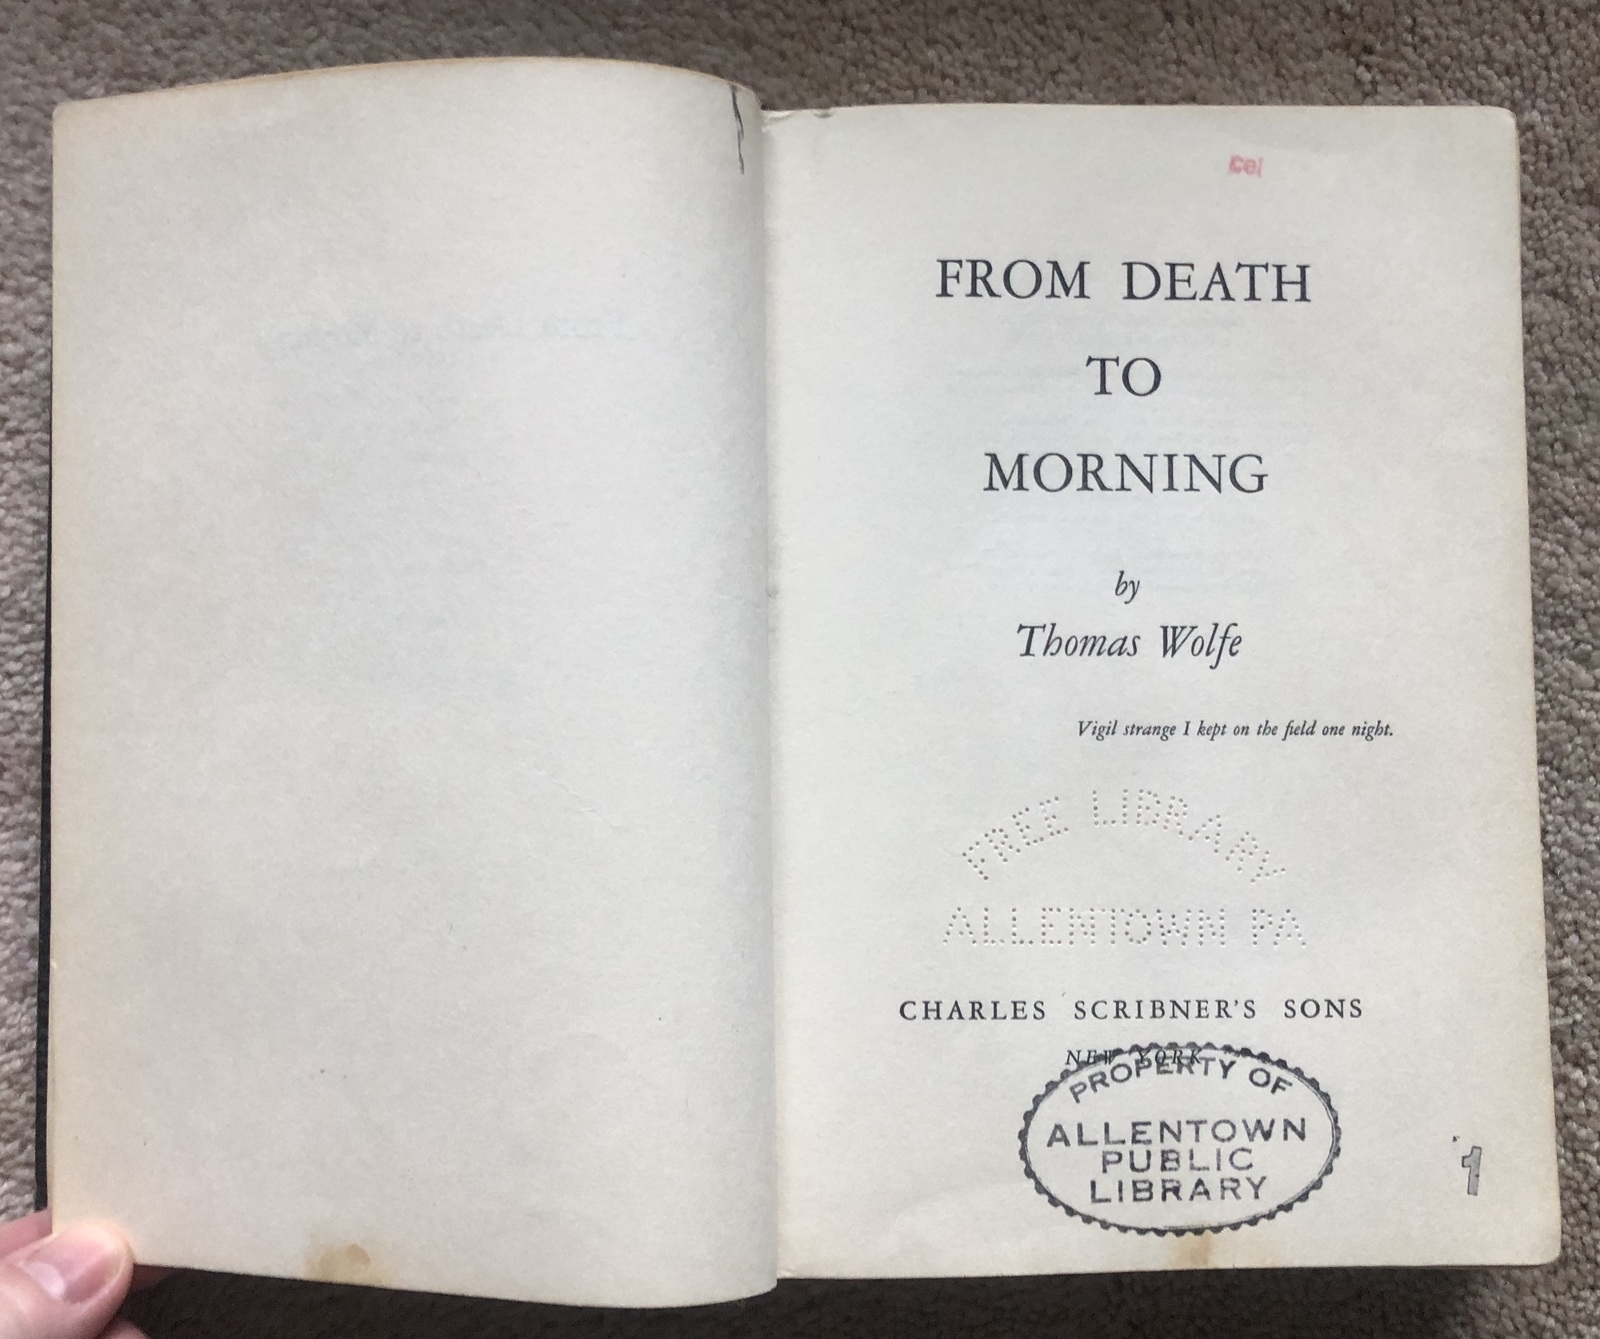 cel
FROM DEATH
TO
MORNING
by
Thomas Wolfe
Vigil strange I kept on the field one night.
FREE LIBRARY
ALLENTOWN PA
CHARLES SCRIBNER'S SONS
NEW YORK
PROPERTY OF
ALLENTOWN
PUBLIC
LIBRARY
1